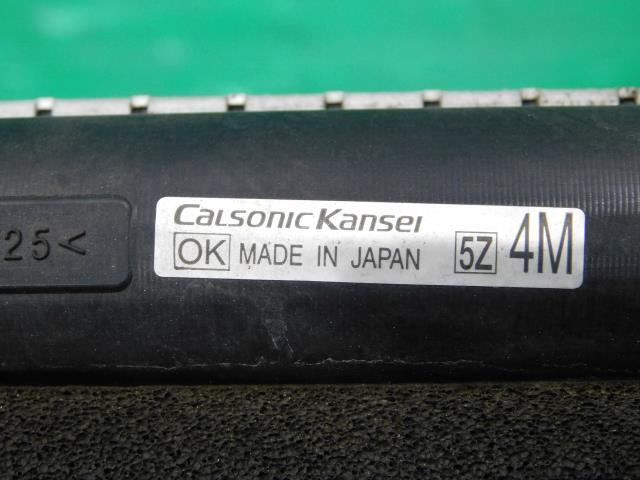 25<
Calsonic Kansei
OK MADE IN JAPAN 5Z 4M